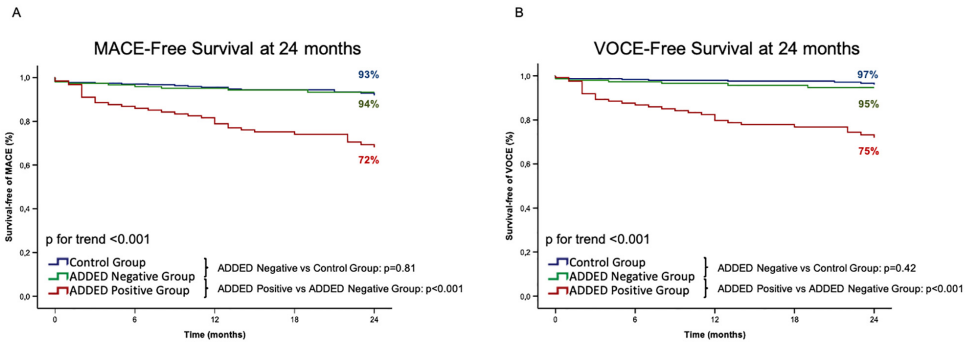 A
MACE-Free Survival at 24 months
Survival-free of MACE (%)
1,0
0,8
0,6
0,4
0,2
0,0
93%
94%
72%
p for trend <0.001
Control Group
ADDED Negative Group
ADDED Positive Group
ADDED Negative vs Control Group: p=0.81
ADDED Positive vs ADDED Negative Group: p<0.001
0 6 12 18 24
Time (months)
B
VOCE-Free Survival at 24 months
Survival-free of VOCE (%)
1,0
0,8
0,6
0,4
0,2
0,0
97%
95%
75%
p for trend <0.001
Control Group
ADDED Negative Group
ADDED Positive Group
ADDED Negative vs Control Group: p=0.42
ADDED Positive vs ADDED Negative Group: p<0.001
0 6 12 18 24
Time (months)